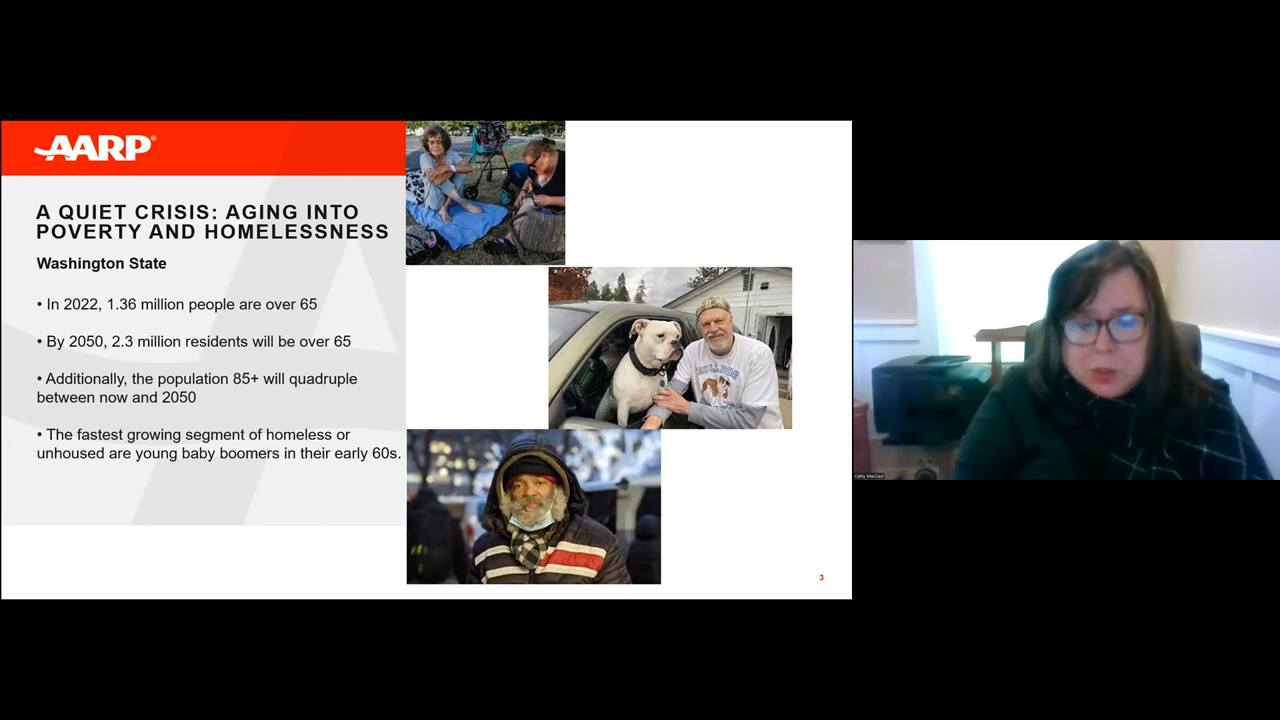 AARP®
A QUIET CRISIS: AGING INTO
POVERTY AND HOMELESSNESS
Washington State
• In 2022, 1.36 million people are over 65
• By 2050, 2.3 million residents will be over 65
• Additionally, the population 85+ will quadruple
between now and 2050
• The fastest growing segment of homeless or
unhoused are young baby boomers in their early 60s.
BULLDOG
3
Cathy MacCaul